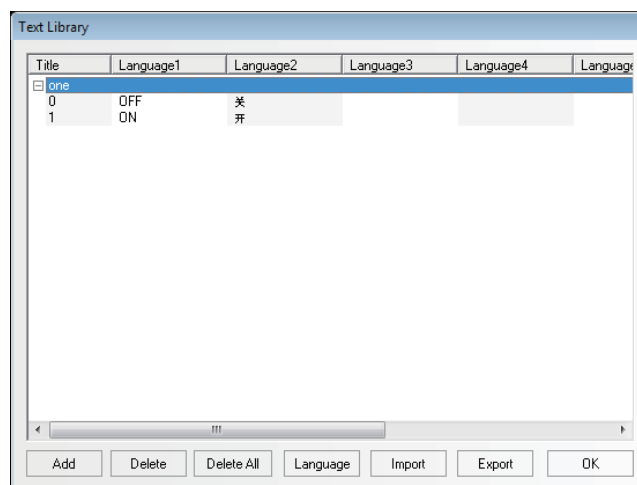 Text Library
Title Language1 Language2 Language3 Language4 Language
one
0 OFF 关
1 ON 开
Add Delete Delete All Language Import Export OK